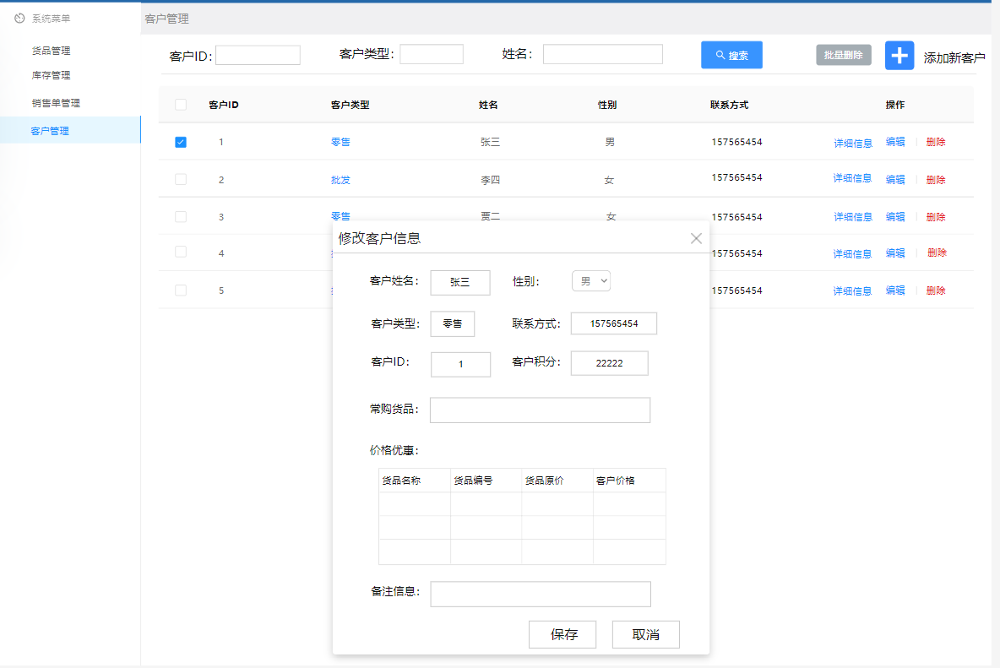 系统菜单
客户管理
货品管理
库存管理
销售单管理
客户管理
客户ID: 客户类型: 姓名: 搜索 批量删除 添加新客户
客户ID 客户类型 姓名 性别 联系方式 操作
1 零售 张三 男 157565454 详细信息 编辑 删除
2 批发 李四 女 157565454 详细信息 编辑 删除
3 零售 贾二 女 157565454 详细信息 编辑 删除
4 157565454 详细信息 编辑 删除
5 157565454 详细信息 编辑 删除
修改客户信息
客户姓名: 张三 性别: 男
客户类型: 零售 联系方式: 157565454
客户ID: 1 客户积分: 22222
常购货品:
价格优惠:
货品名称 货品编号 货品原价 客户价格
备注信息:
保存 取消